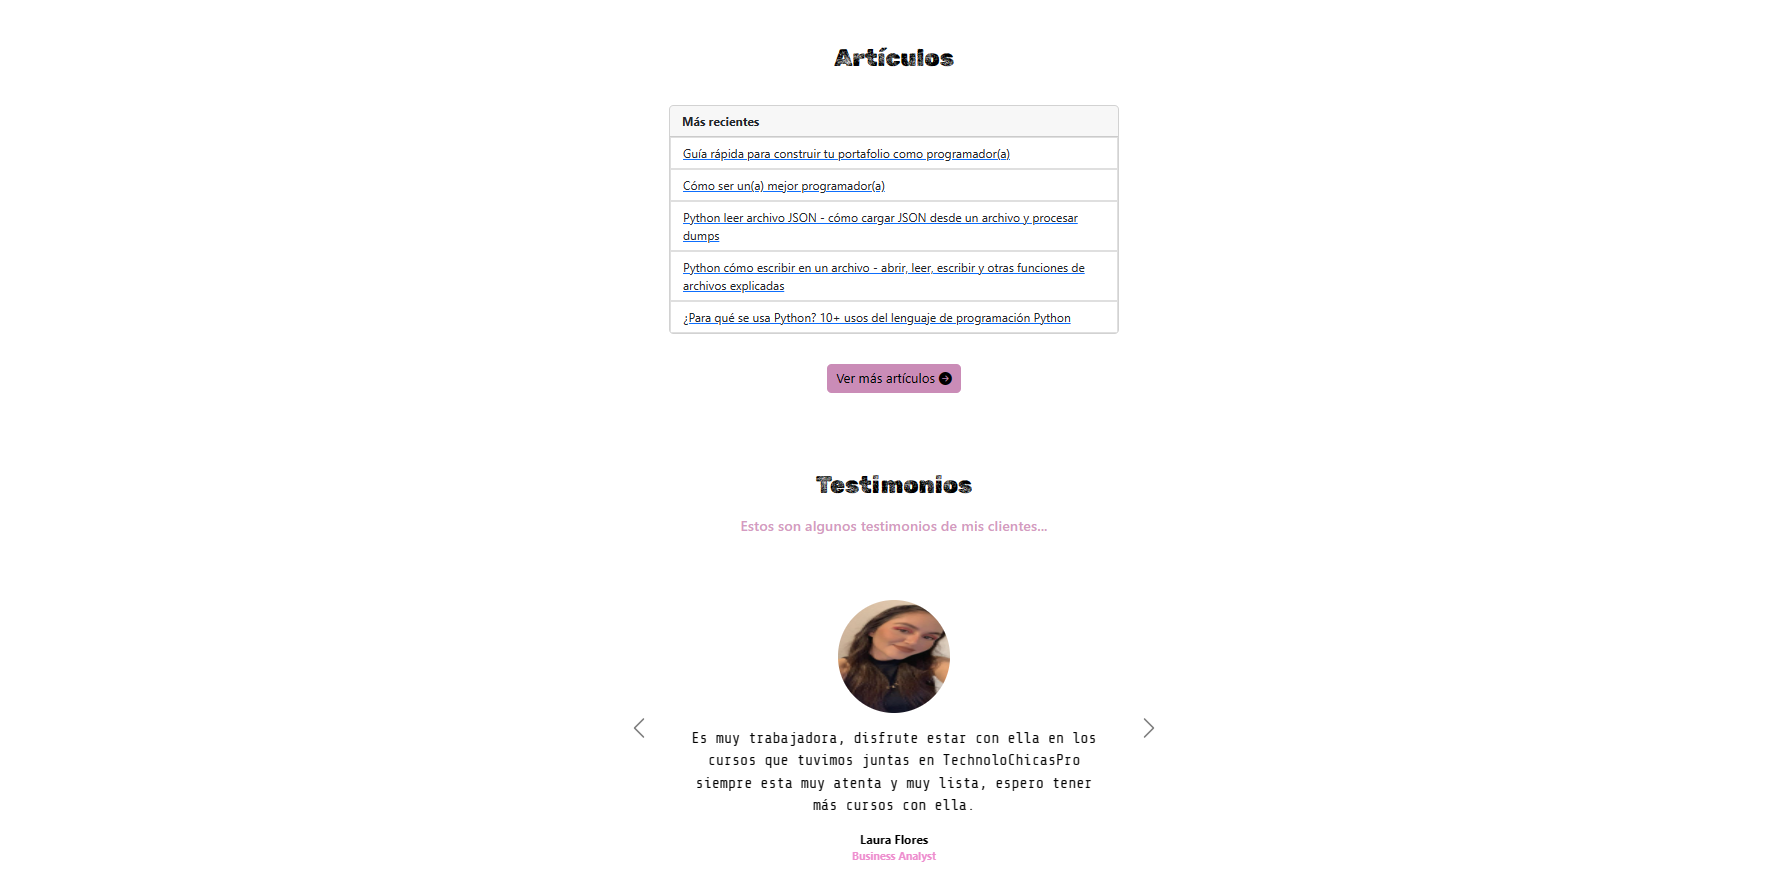 Artículos
Más recientes
Guía rápida para construir tu portafolio como programador(a)
Cómo ser un(a) mejor programador(a)
Python leer archivo JSON - cómo cargar JSON desde un archivo y procesar
dumps
Python cómo escribir en un archivo - abrir, leer, escribir y otras funciones de
archivos explicadas
¿Para qué se usa Python? 10+ usos del lenguaje de programación Python
Ver más artículos
Testimonios
Estos son algunos testimonios de mis clientes...
Es muy trabajadora, disfrute estar con ella en los
cursos que tuvimos juntas en TechnoloChicasPro
siempre esta muy atenta y muy lista, espero tener
más cursos con ella.
Laura Flores
Business Analyst